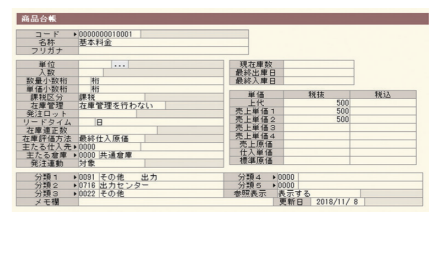 商品台帳
コード 0000000010001
名称 基本料金
フリガナ
単位 ...
入数
数量小数桁 桁
単価小数桁 桁
課税区分 課税
在庫管理 在庫管理を行わない
発注ロット
リードタイム 日
在庫適正数
在庫評価方法 最終仕入原価
主たる仕入先 0000
主たる倉庫 0000 共通倉庫
発注運動 対象
現在庫数
最終出庫日
最終入庫日
単価 税抜 税込
上代 500
売上単価1 500
売上単価2 500
売上単価3
売上単価4
売上原価
仕入単価
標準原価
分類1 0091 その他 出力
分類2 0716 出力センター
分類3 0022 その他
メモ欄
分類4 0000
分類5 0000
参照表示 表示する
更新日 2018/11/ 8